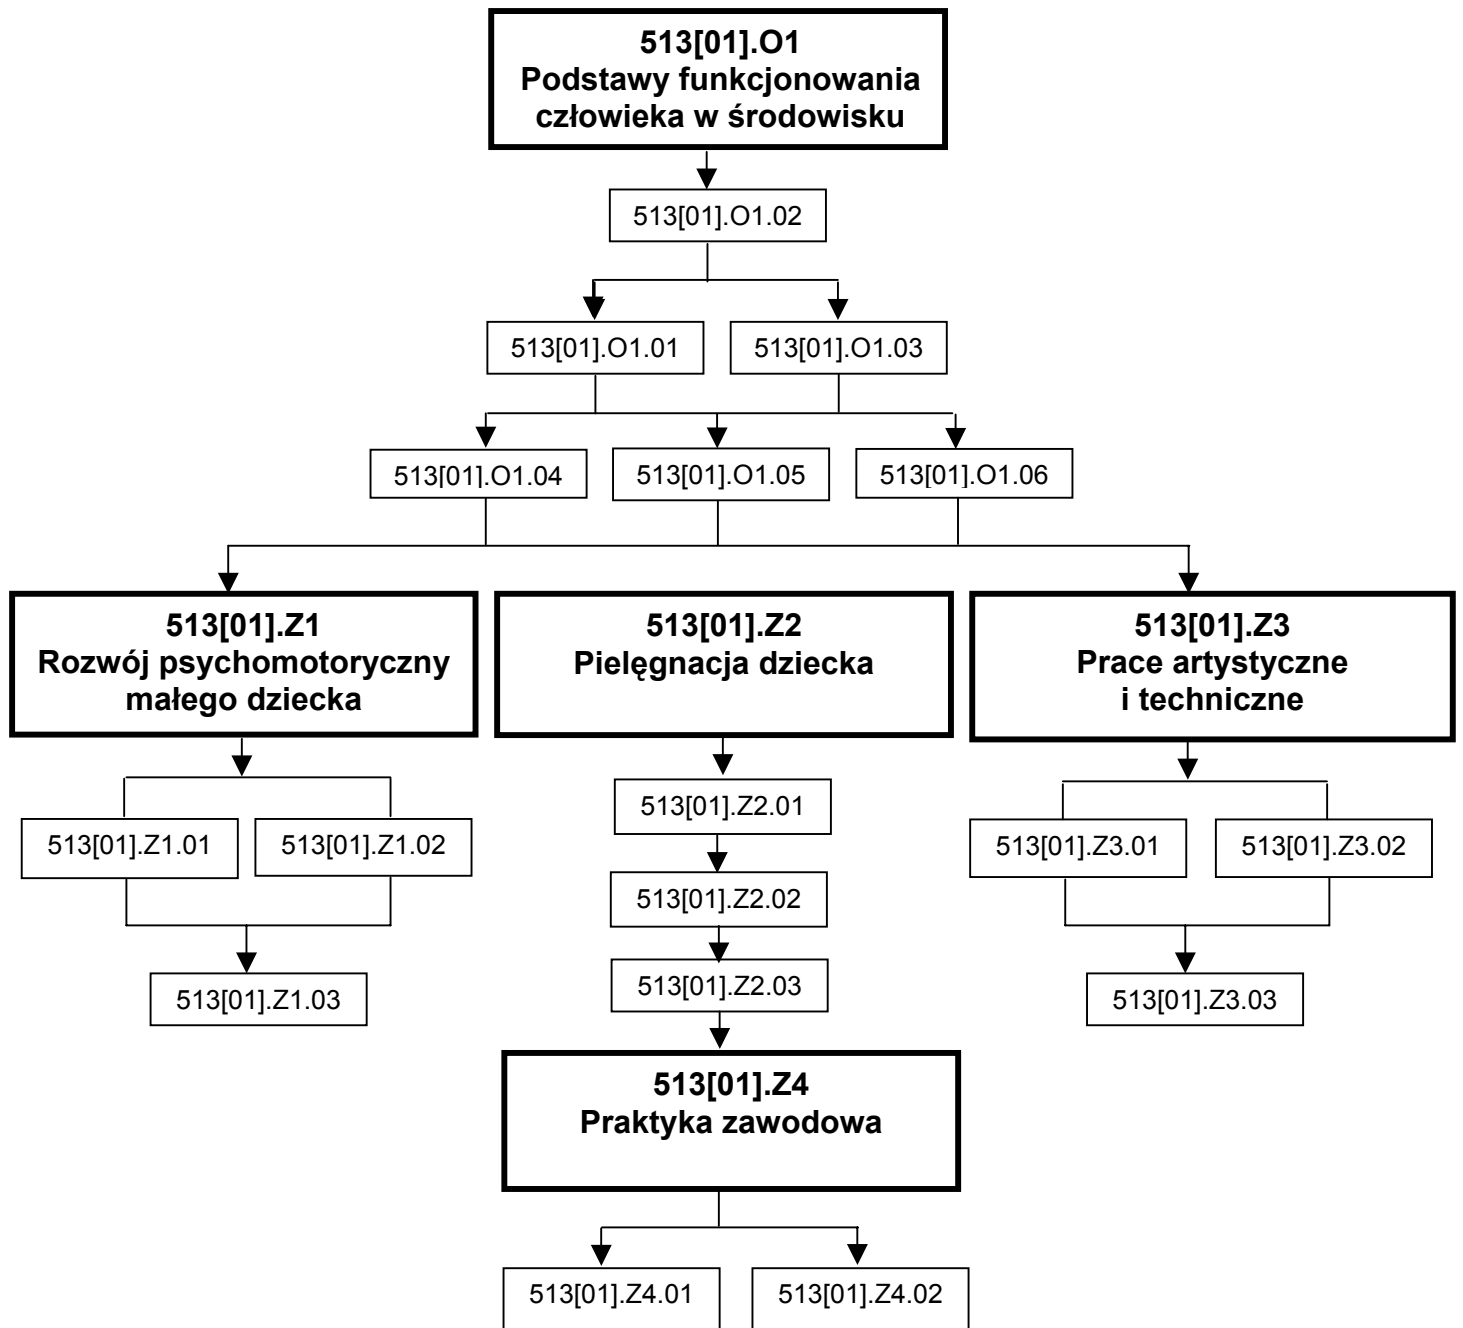 513[01].O1
Podstawy funkcjonowania
człowieka w środowisku
513[01].O1.02
513[01].O1.01
513[01].O1.03
513[01].O1.04
513[01].O1.05
513[01].O1.06
513[01].Z1
Rozwój psychomotoryczny
małego dziecka
513[01].Z2
Pielęgnacja dziecka
513[01].Z3
Prace artystyczne
i techniczne
513[01].Z1.01
513[01].Z1.02
513[01].Z2.01
513[01].Z3.01
513[01].Z3.02
513[01].Z2.02
513[01].Z1.03
513[01].Z2.03
513[01].Z3.03
513[01].Z4
Praktyka zawodowa
513[01].Z4.01
513[01].Z4.02